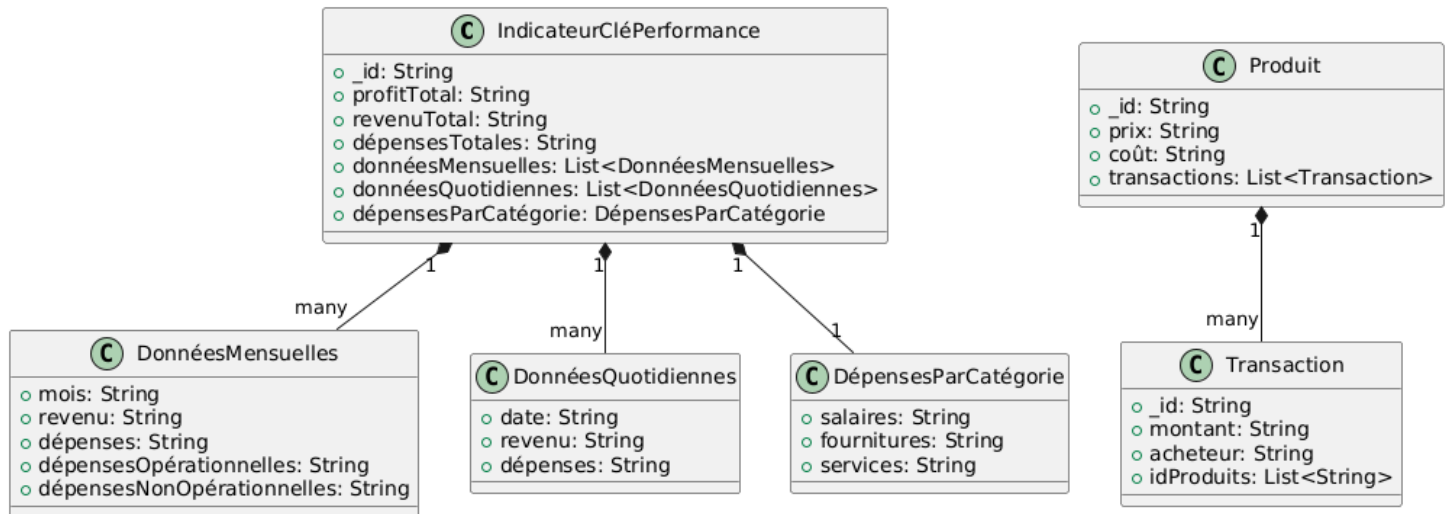 C IndicateurCléPerformance
_id: String
profitTotal: String
revenuTotal: String
dépensesTotales: String
donnéesMensuelles: List<DonnéesMensuelles>
donnéesQuotidiennes: List<DonnéesQuotidiennes>
dépensesParCatégorie: DépensesParCatégorie
C Produit
_id: String
prix: String
coût: String
transactions: List<Transaction>
1
1
1
1
many
many
1
many
C DonnéesMensuelles
mois: String
revenu: String
dépenses: String
dépensesOpérationnelles: String
dépensesNonOpérationnelles: String
C DonnéesQuotidiennes
date: String
revenu: String
dépenses: String
C DépensesParCatégorie
salaires: String
fournitures: String
services: String
C Transaction
_id: String
montant: String
acheteur: String
idProduits: List<String>